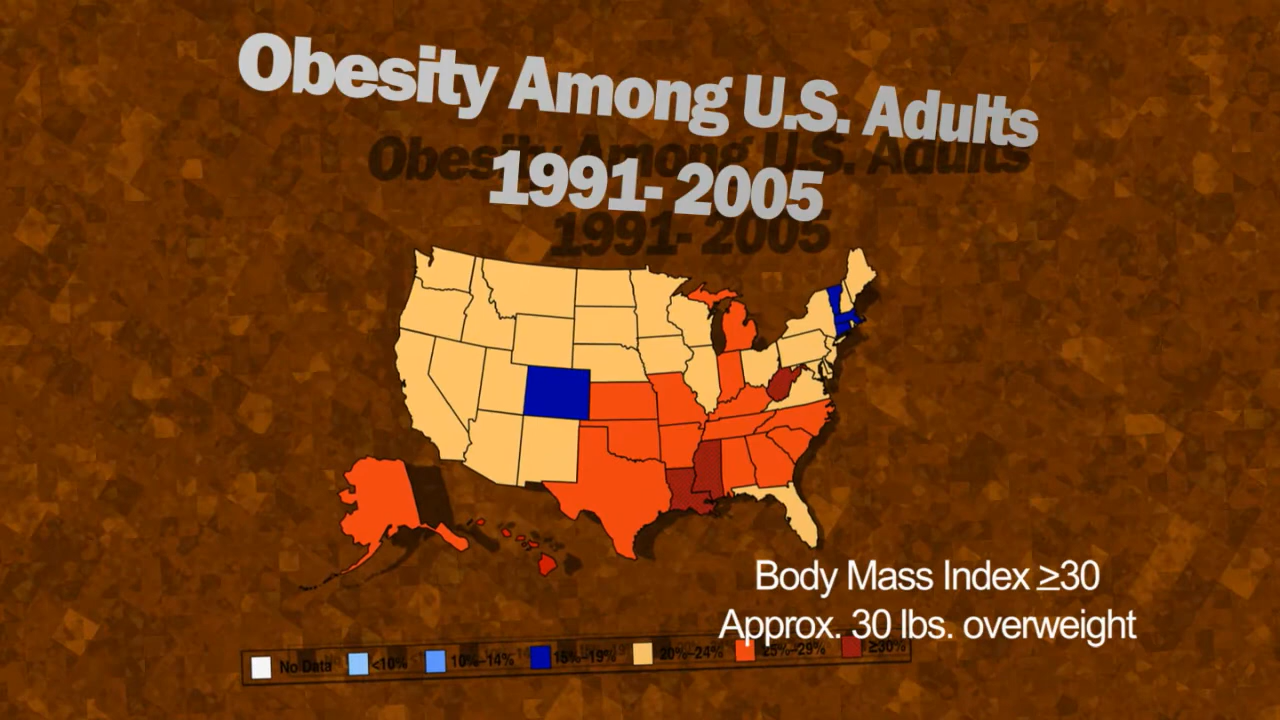 Obesity Among U.S. Adults
1991- 2005
Body Mass Index ≥30
Approx. 30 lbs. overweight
No Data <10% 10%–14% 15%–19% 20%–24% 25%–29% ≥30%